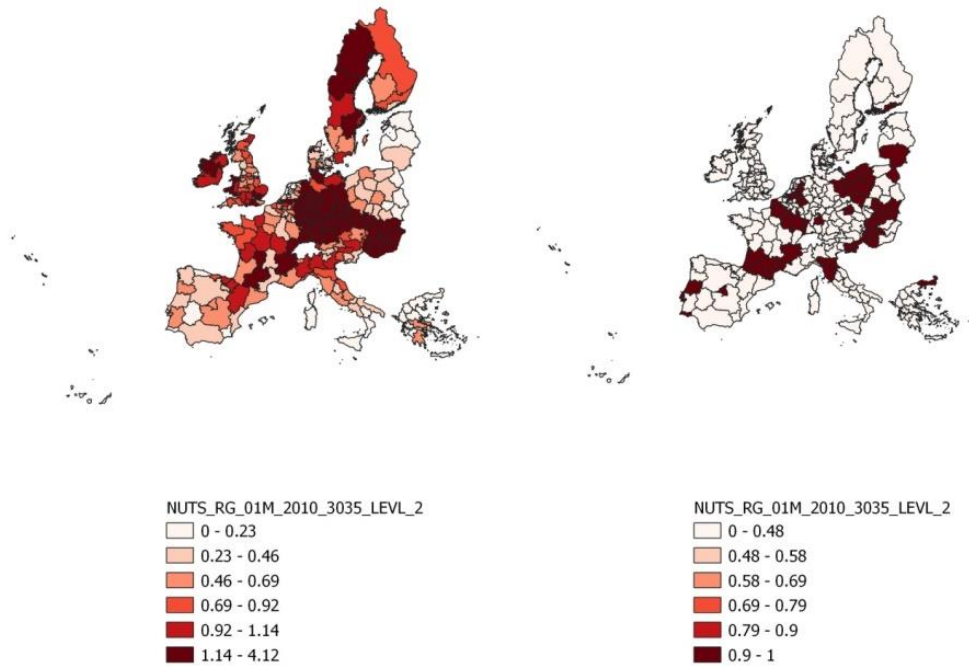 NUTS_RG_01M_2010_3035_LEVL_2
0 - 0.23
0.23 - 0.46
0.46 - 0.69
0.69 - 0.92
0.92 - 1.14
1.14 - 4.12
NUTS_RG_01M_2010_3035_LEVL_2
0 - 0.48
0.48 - 0.58
0.58 - 0.69
0.69 - 0.79
0.79 - 0.9
0.9 - 1